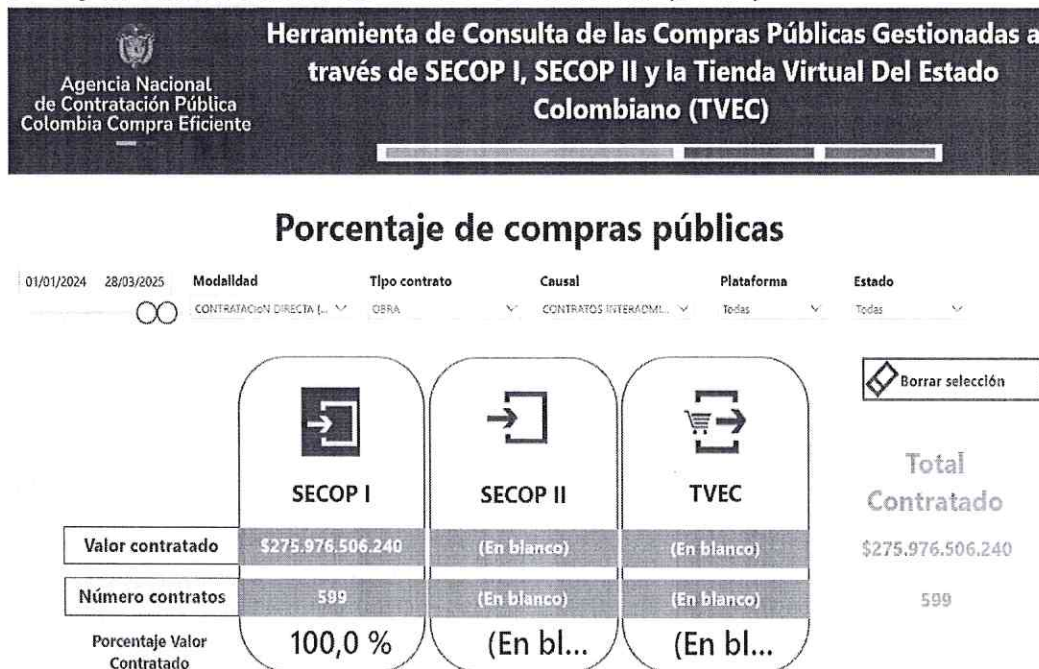 Agencia Nacional
de Contratación Pública
Colombia Compra Eficiente
Herramienta de Consulta de las Compras Públicas Gestionadas a
través de SECOP I, SECOP II y la Tienda Virtual Del Estado
Colombiano (TVEC)
Porcentaje de compras públicas
01/01/2024 28/03/2025 Modalidad Tipo contrato Causal Plataforma Estado
CONTRATACIoN DIRECTA (... OBRA CONTRATOS INTERADMI... Todas Todas
Borrar selección
SECOP I SECOP II TVEC
Total
Contratado
Valor contratado $275.976.506.240 (En blanco) (En blanco) $275.976.506.240
Número contratos 599 (En blanco) (En blanco) 599
Porcentaje Valor
Contratado
100,0 % (En bl... (En bl...